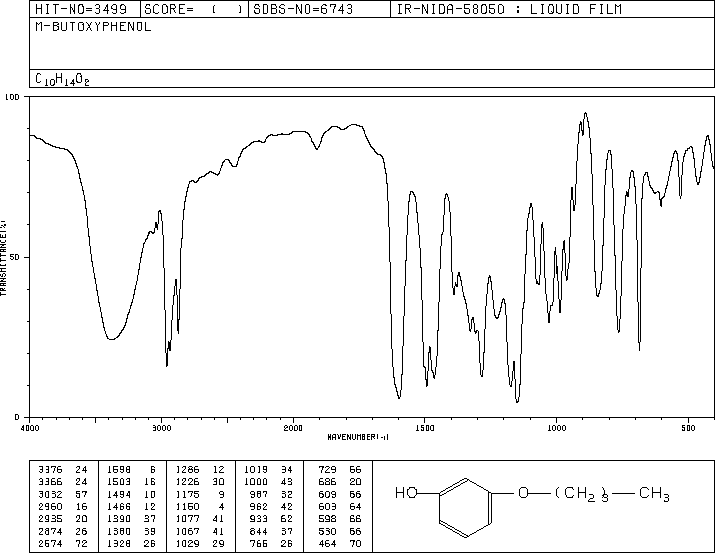 HIT-NO=3499 SCORE= ( ) SDBS-NO=6743 IR-NIDA-58050 : LIQUID FILM
M-BUTOXYPHENOL
C10H14O2
100
TRANSMITTANCE(%)
50
0
4000 3000 2000 1500 1000 500
WAVENUMBER(-1)
3376 24 1598 6 1286 12 1019 34 729 66
3366 24 1503 16 1226 30 1000 43 686 20
3032 57 1494 10 1175 9 987 32 609 66
2960 16 1466 12 1150 4 962 42 603 64
2935 20 1390 37 1077 41 933 62 598 66
2874 26 1380 39 1067 41 844 37 530 66
2574 72 1328 26 1029 29 766 26 464 70
HO O (CH2)3 CH3